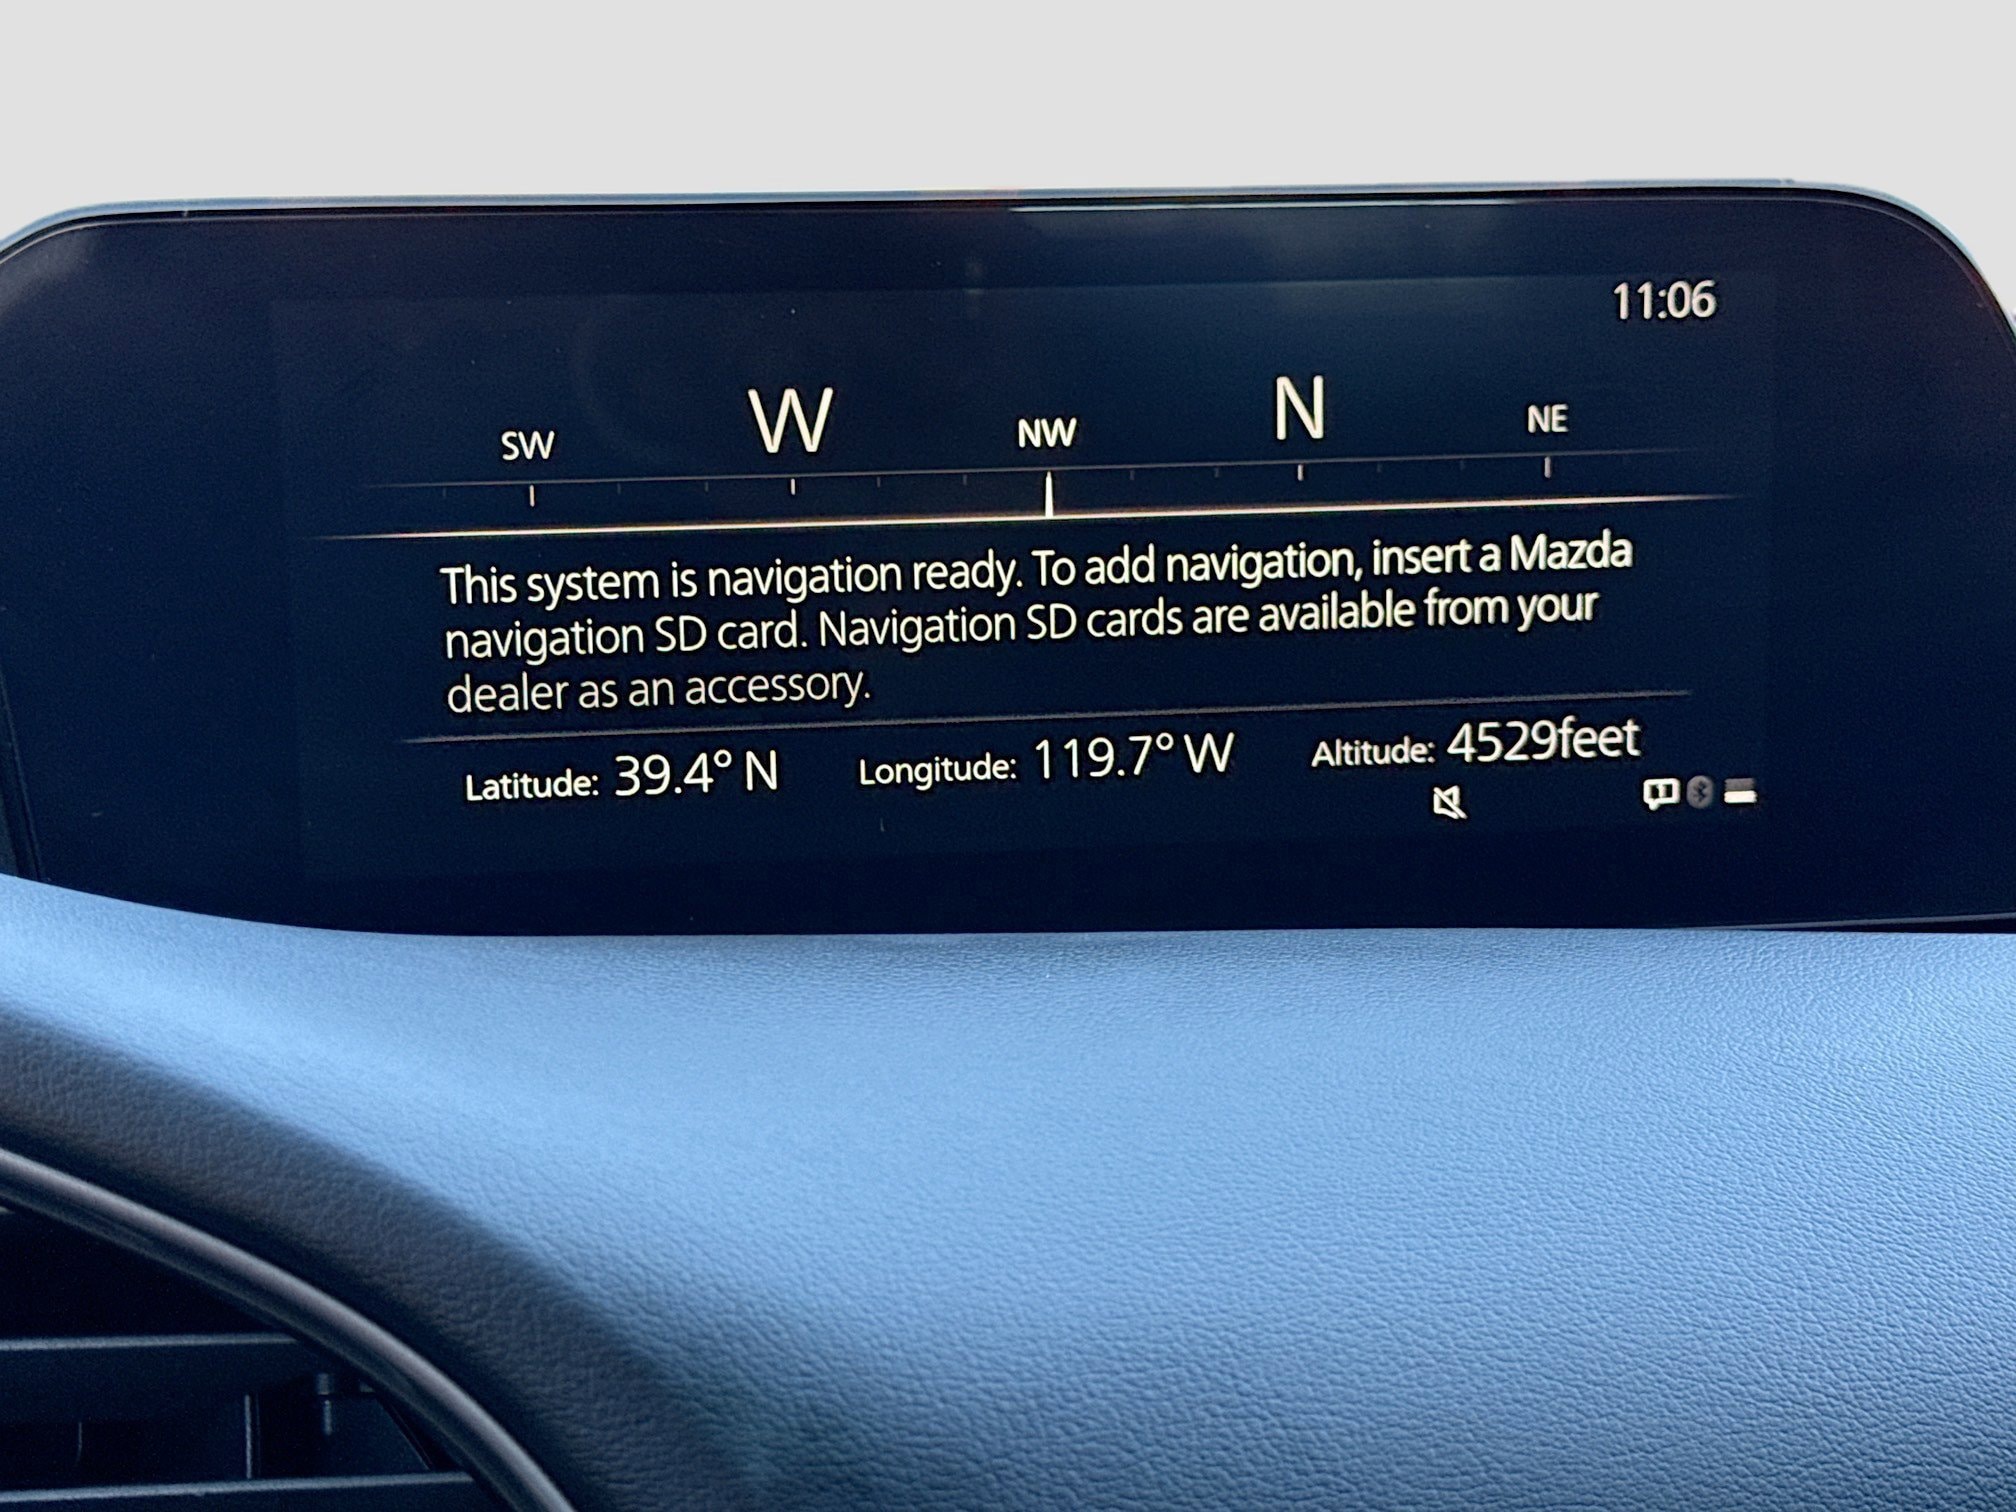 11:06
SW W NW N NE
This system is navigation ready. To add navigation, insert a Mazda
navigation SD card. Navigation SD cards are available from your
dealer as an accessory.
Latitude: 39.4° N Longitude: 119.7° W Altitude: 4529feet